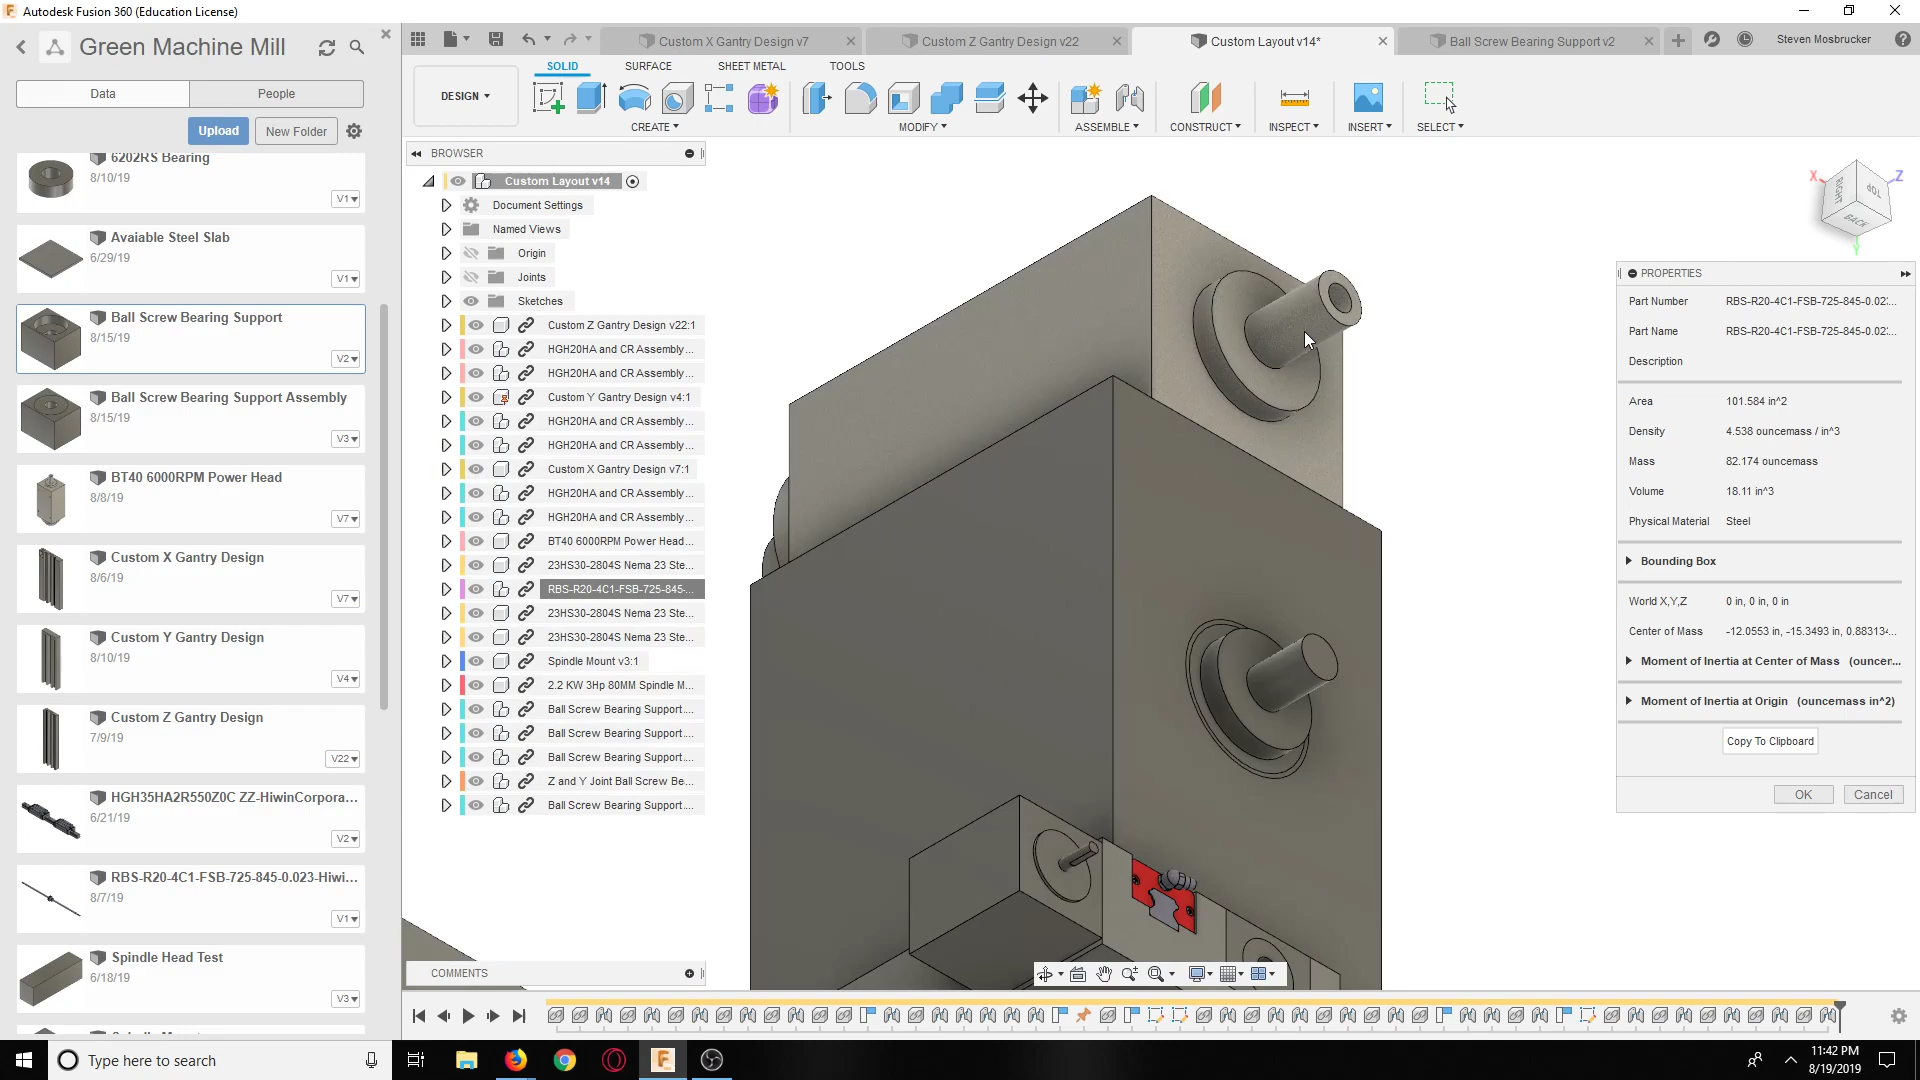 Autodesk Fusion 360 (Education License)
Green Machine Mill
Data
People
Upload
New Folder
6202RS Bearing
8/10/19
V1
Avaiable Steel Slab
6/29/19
V1
Ball Screw Bearing Support
8/15/19
V2
Ball Screw Bearing Support Assembly
8/15/19
V3
BT40 6000RPM Power Head
8/8/19
V7
Custom X Gantry Design
8/6/19
V7
Custom Y Gantry Design
8/10/19
V4
Custom Z Gantry Design
7/9/19
V22
HGH35HA2R550Z0C ZZ-HiwinCorpora...
6/21/19
V2
RBS-R20-4C1-FSB-725-845-0.023-Hiwi...
8/7/19
V1
Spindle Head Test
6/18/19
V3
Custom X Gantry Design v7
Custom Z Gantry Design v22
Custom Layout v14*
Ball Screw Bearing Support v2
Steven Mosbrucker
SOLID
SURFACE
SHEET METAL
TOOLS
DESIGN
CREATE
MODIFY
ASSEMBLE
CONSTRUCT
INSPECT
INSERT
SELECT
BROWSER
Custom Layout v14
Document Settings
Named Views
Origin
Joints
Sketches
Custom Z Gantry Design v22:1
HGH20HA and CR Assembly...
HGH20HA and CR Assembly...
Custom Y Gantry Design v4:1
HGH20HA and CR Assembly...
HGH20HA and CR Assembly...
Custom X Gantry Design v7:1
HGH20HA and CR Assembly...
HGH20HA and CR Assembly...
BT40 6000RPM Power Head...
23HS30-2804S Nema 23 Ste...
RBS-R20-4C1-FSB-725-845-...
23HS30-2804S Nema 23 Ste...
23HS30-2804S Nema 23 Ste...
Spindle Mount v3:1
2.2 KW 3Hp 80MM Spindle M...
Ball Screw Bearing Support....
Ball Screw Bearing Support....
Ball Screw Bearing Support....
Z and Y Joint Ball Screw Be...
Ball Screw Bearing Support....
COMMENTS
X
Z
RIGHT
TOP
BACK
Y
PROPERTIES
Part Number RBS-R20-4C1-FSB-725-845-0.02...
Part Name RBS-R20-4C1-FSB-725-845-0.02...
Description
Area 101.584 in^2
Density 4.538 ouncemass / in^3
Mass 82.174 ouncemass
Volume 18.11 in^3
Physical Material Steel
Bounding Box
World X,Y,Z 0 in, 0 in, 0 in
Center of Mass -12.0553 in, -15.3493 in, 0.883134...
Moment of Inertia at Center of Mass (ouncer...
Moment of Inertia at Origin (ouncemass in^2)
Copy To Clipboard
OK
Cancel
Type here to search
11:42 PM
8/19/2019